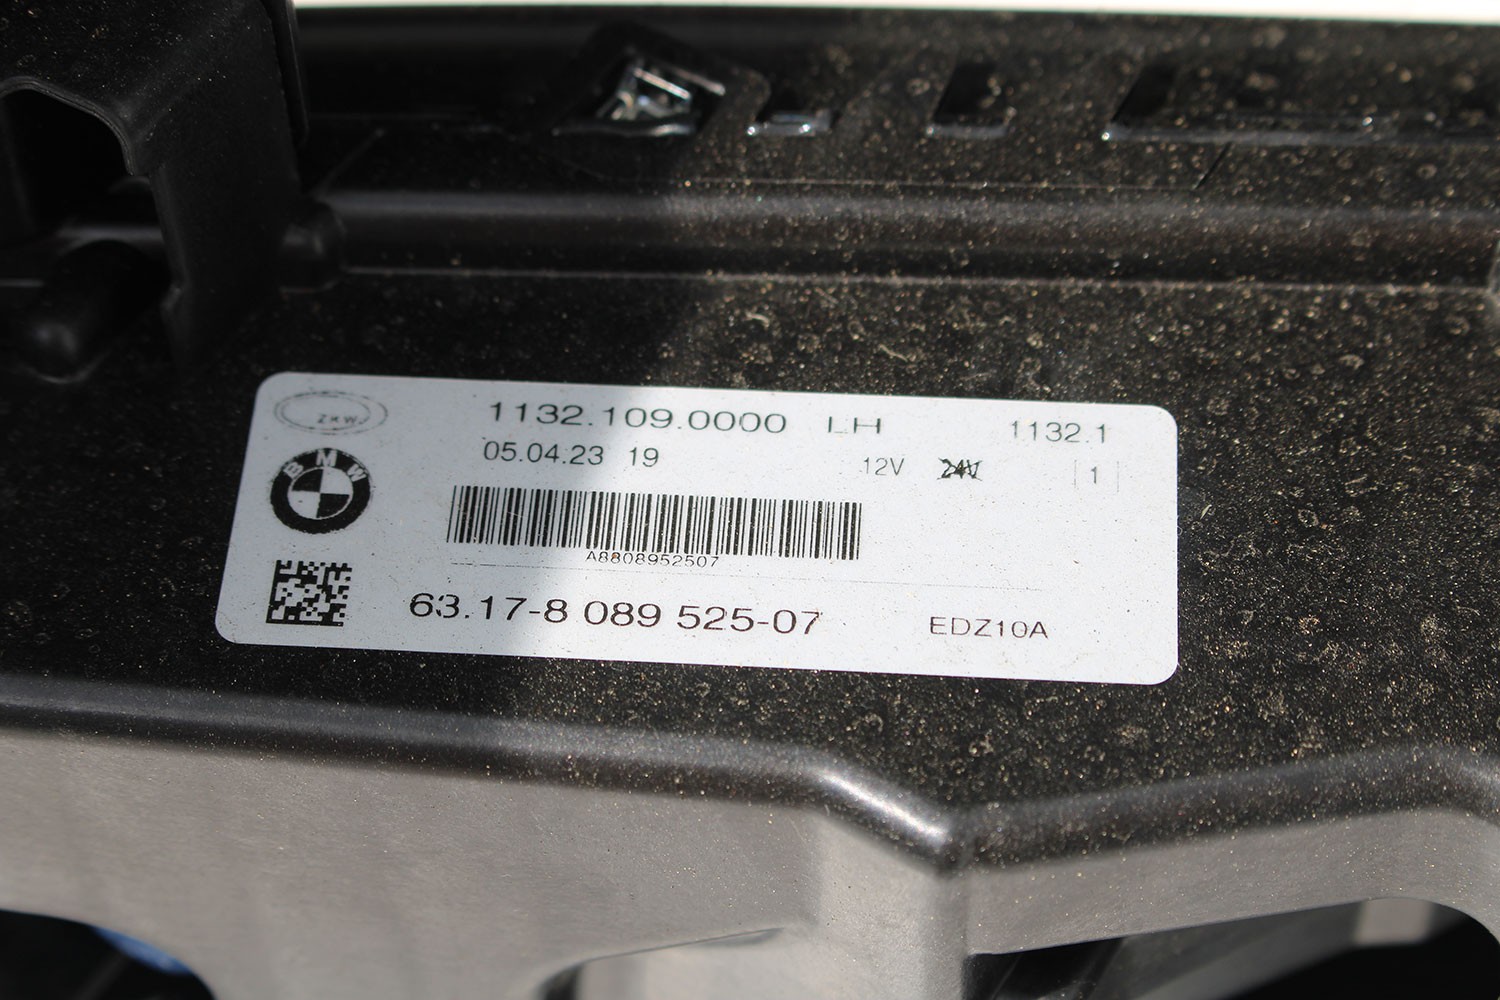 ZKW
1132.109.0000 LH 1132.1
05.04.23 19 12V 24V 1
BMW
A8808952507
63.17-8 089 525-07 EDZ10A